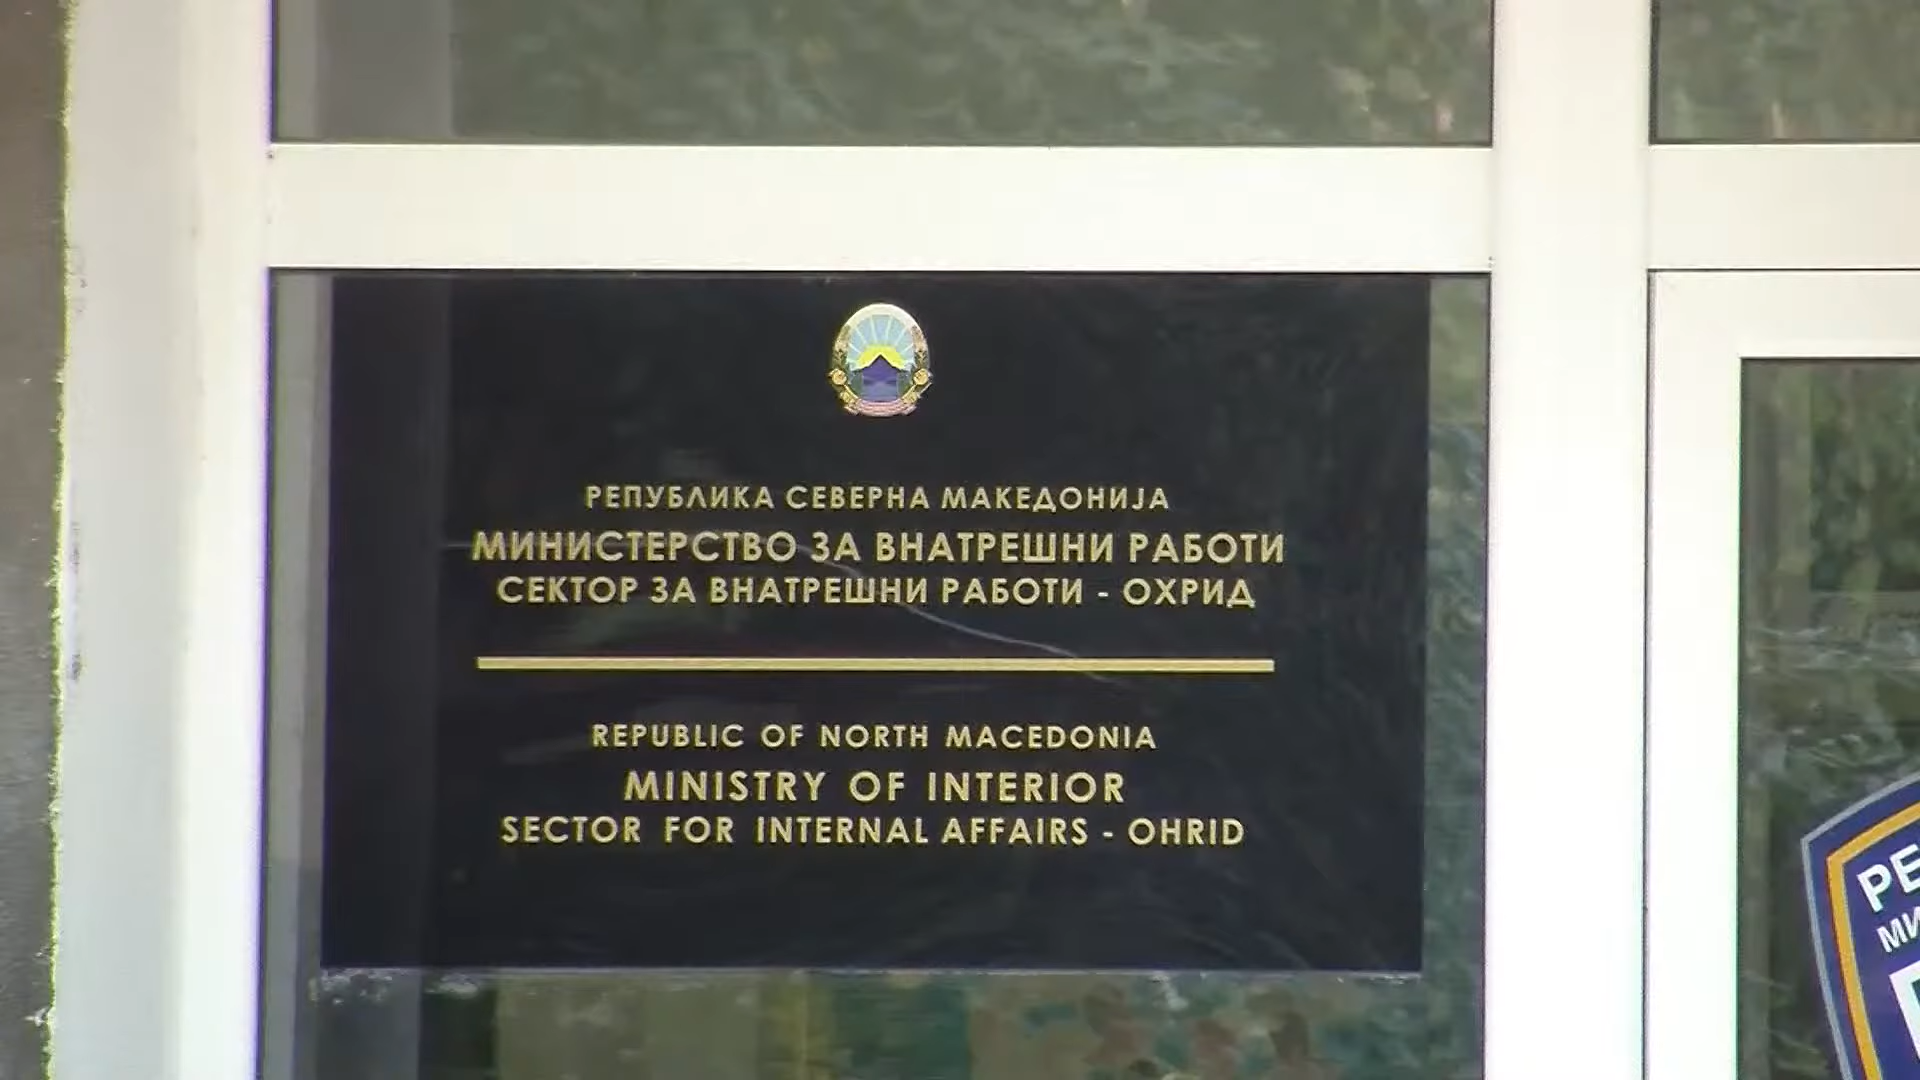 РЕПУБЛИКА СЕВЕРНА МАКЕДОНИЈА
МИНИСТЕРСТВО ЗА ВНАТРЕШНИ РАБОТИ
СЕКТОР ЗА ВНАТРЕШНИ РАБОТИ - ОХРИД
REPUBLIC OF NORTH MACEDONIA
MINISTRY OF INTERIOR
SECTOR FOR INTERNAL AFFAIRS - OHRID